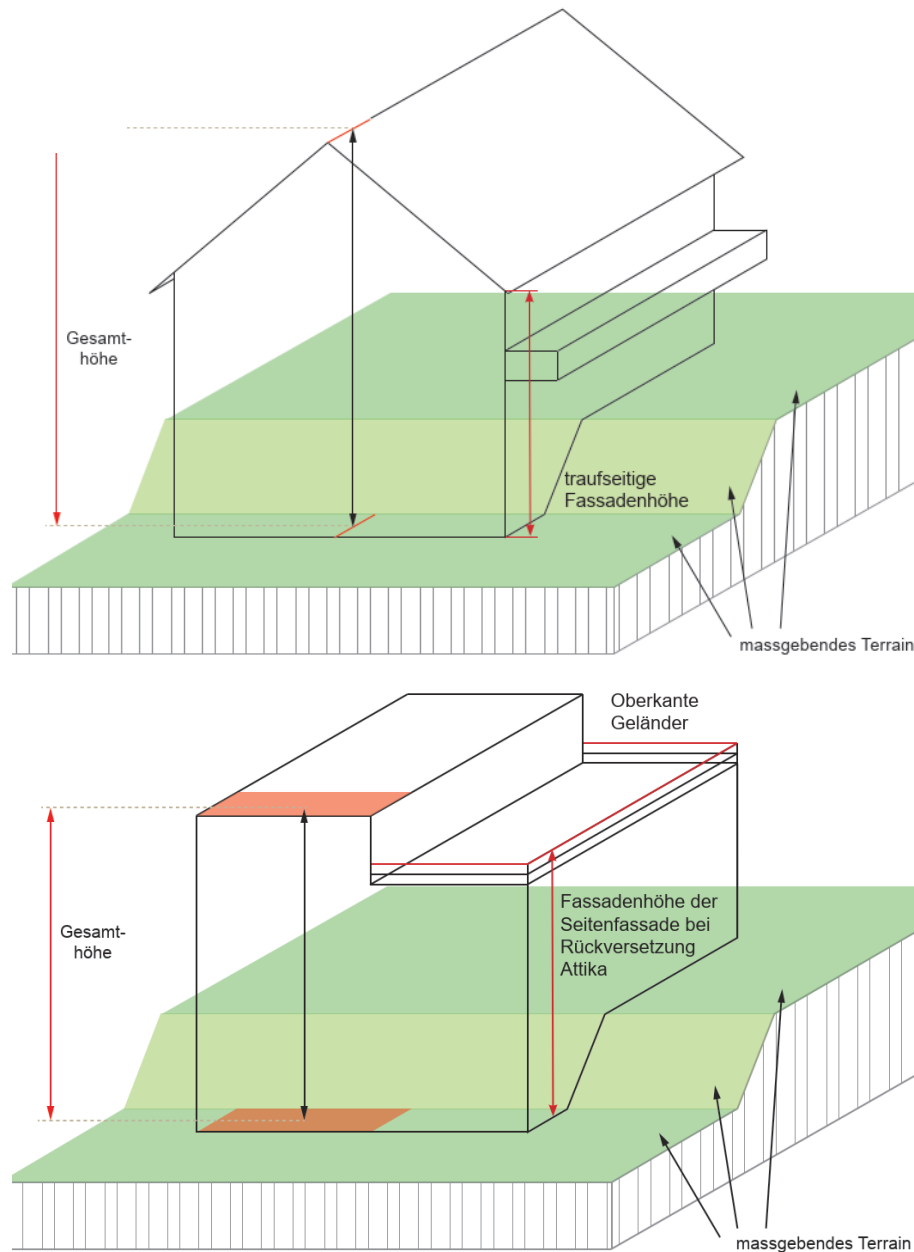 Gesamt-
höhe
traufseitige
Fassadenhöhe
massgebendes Terrain
Oberkante
Geländer
Fassadenhöhe der
Seitenfassade bei
Rückversetzung
Attika
Gesamt-
höhe
massgebendes Terrain